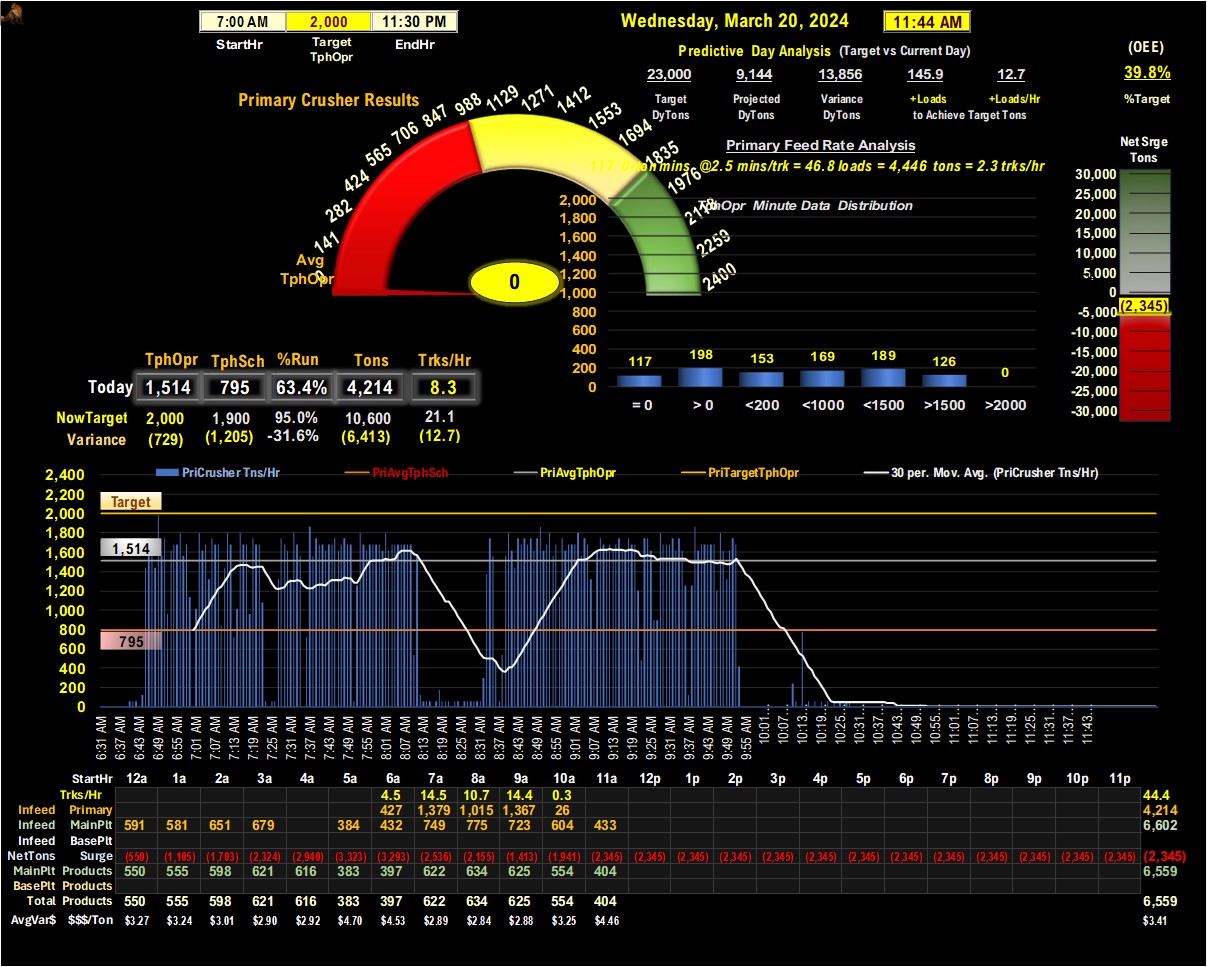 7:00 AM 2,000 11:30 PM
StartHr Target TphOpr EndHr
Wednesday, March 20, 2024 11:44 AM
Predictive Day Analysis (Target vs Current Day)
23,000 9,144 13,856 145.9 12.7
Target DyTons Projected DyTons Variance DyTons +Loads +Loads/Hr
to Achieve Target Tons
(OEE)
39.8%
%Target
Primary Crusher Results
0 141 282 424 565 706 847 988 1129 1271 1412 1553 1694 1835 1976 2118 2259 2400
Avg
TphOpr
0
Primary Feed Rate Analysis
mins @2.5 mins/trk = 46.8 loads = 4,446 tons = 2.3 trks/hr
TphOpr Minute Data Distribution
2,000
1,800
1,600
1,400
1,200
1,000
800
600
400
200
0
117 198 153 169 189 126 0
= 0 > 0 <200 <1000 <1500 >1500 >2000
Net Srge
Tons
30,000
25,000
20,000
15,000
10,000
5,000
0
(2,345)
-5,000
-10,000
-15,000
-20,000
-25,000
-30,000
TphOpr TphSch %Run Tons Trks/Hr
Today 1,514 795 63.4% 4,214 8.3
NowTarget 2,000 1,900 95.0% 10,600 21.1
Variance (729) (1,205) -31.6% (6,413) (12.7)
PriCrusher Tns/Hr PriAvgTphSch PriAvgTphOpr PriTargetTphOpr 30 per. Mov. Avg. (PriCrusher Tns/Hr)
2,400
2,200
Target
2,000
1,800
1,600
1,514
1,400
1,200
1,000
800
795
600
400
200
0
6:31 AM 6:37 AM 6:43 AM 6:49 AM 6:55 AM 7:01 AM 7:07 AM 7:13 AM 7:19 AM 7:25 AM 7:31 AM 7:37 AM 7:43 AM 7:49 AM 7:55 AM 8:01 AM 8:07 AM 8:13 AM 8:19 AM 8:25 AM 8:31 AM 8:37 AM 8:43 AM 8:49 AM 8:55 AM 9:01 AM 9:07 AM 9:13 AM 9:19 AM 9:25 AM 9:31 AM 9:37 AM 9:43 AM 9:49 AM 9:55 AM 10:01… 10:07… 10:13… 10:19… 10:25… 10:31… 10:37… 10:43… 10:49… 10:55… 11:01… 11:07… 11:13… 11:19… 11:25… 11:31… 11:37… 11:43…
StartHr 12a 1a 2a 3a 4a 5a 6a 7a 8a 9a 10a 11a 12p 1p 2p 3p 4p 5p 6p 7p 8p 9p 10p 11p
Trks/Hr 4.5 14.5 10.7 14.4 0.3 44.4
Infeed Primary 427 1,379 1,015 1,367 26 4,214
Infeed MainPlt 591 581 651 679 384 432 749 775 723 604 433 6,602
Infeed BasePlt
NetTons Surge (550) (1,105) (1,703) (2,324) (2,940) (3,323) (3,293) (2,536) (2,155) (1,413) (1,941) (2,345) (2,345) (2,345) (2,345) (2,345) (2,345) (2,345) (2,345) (2,345) (2,345) (2,345) (2,345) (2,345) (2,345)
MainPlt Products 550 555 598 621 616 383 397 622 634 625 554 404 6,559
BasePlt Products
Total Products 550 555 598 621 616 383 397 622 634 625 554 404 6,559
AvgVar$ $$$/Ton $3.27 $3.24 $3.01 $2.90 $2.92 $4.70 $4.53 $2.89 $2.84 $2.88 $3.25 $4.46 $3.41